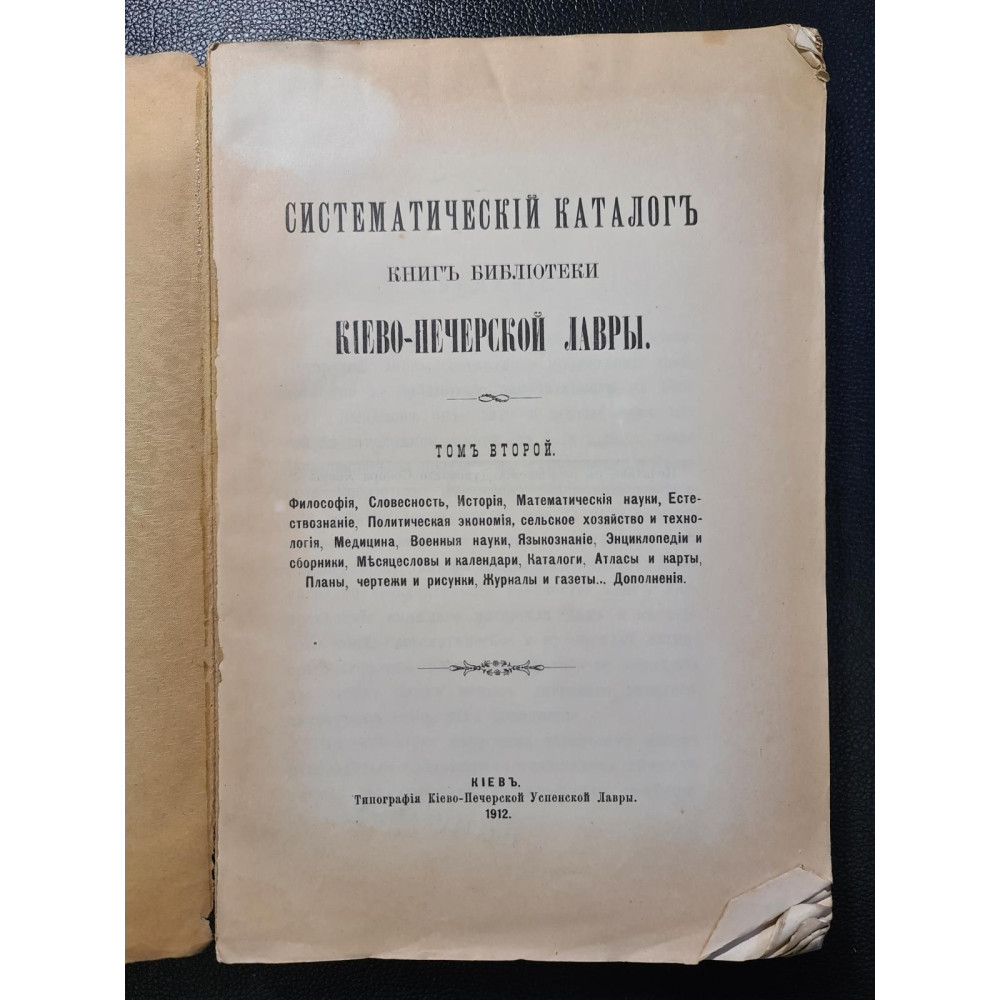 СИСТЕМАТИЧЕСКІЙ КАТАЛОГЪ
КНИГЪ БИБЛІОТЕКИ
КІЕВО-ПЕЧЕРСКОЙ ЛАВРЫ.
ТОМЪ ВТОРОЙ.
Философія, Словесность, Исторія, Математическія науки, Есте-
ствознаніе, Политическая экономія, сельское хозяйство и техно-
логія, Медицина, Военныя науки, Языкознаніе, Энциклопедіи и
сборники, Мѣсяцесловы и календари, Каталоги, Атласы и карты,
Планы, чертежи и рисунки, Журналы и газеты... Дополненія.
КІЕВЪ.
Типографія Кіево-Печерской Успенской Лавры.
1912.